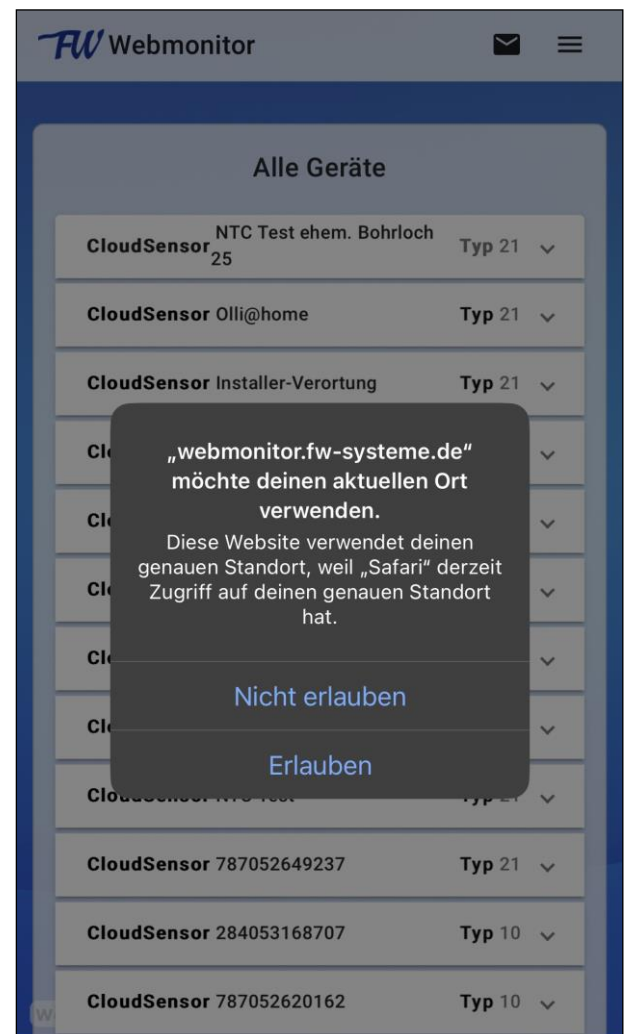 FW Webmonitor
Alle Geräte
CloudSensor NTC Test ehem. Bohrloch 25 Typ 21
CloudSensor Olli@home Typ 21
CloudSensor Installer-Verortung Typ 21
„webmonitor.fw-systeme.de“
möchte deinen aktuellen Ort
verwenden.
Diese Website verwendet deinen
genauen Standort, weil „Safari“ derzeit
Zugriff auf deinen genauen Standort
hat.
Nicht erlauben
Erlauben
CloudSensor 787052649237 Typ 21
CloudSensor 284053168707 Typ 10
CloudSensor 787052620162 Typ 10